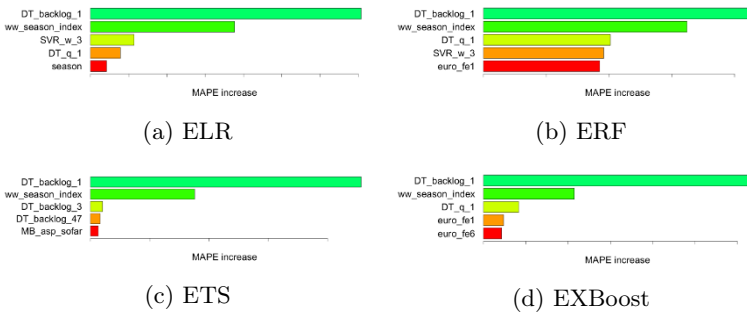 DT_backlog_1
ww_season_index
SVR_w_3
DT_q_1
season
MAPE increase
(a) ELR
DT_backlog_1
ww_season_index
DT_q_1
SVR_w_3
euro_fe1
MAPE increase
(b) ERF
DT_backlog_1
ww_season_index
DT_backlog_3
DT_backlog_47
MB_asp_sofar
MAPE increase
(c) ETS
DT_backlog_1
ww_season_index
DT_q_1
euro_fe1
euro_fe6
MAPE increase
(d) EXBoost